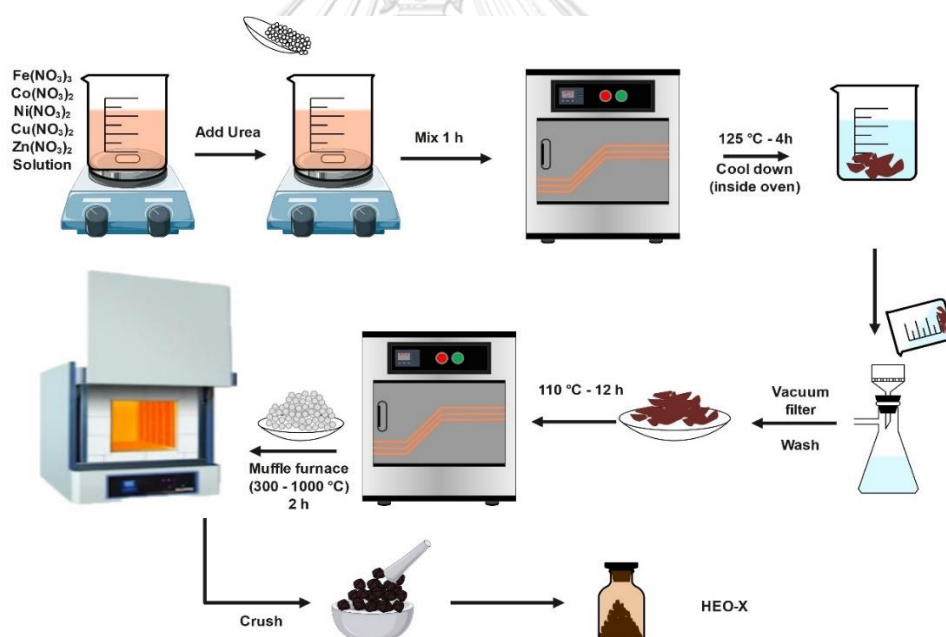 Fe(NO₃)₃
Co(NO₃)₂
Ni(NO₃)₂
Cu(NO₃)₂
Zn(NO₃)₂
Solution
Add Urea
Mix 1 h
125 °C - 4h
Cool down
(inside oven)
Vacuum
filter
Wash
110 °C - 12 h
Muffle furnace
(300 - 1000 °C)
2 h
Crush
HEO-X